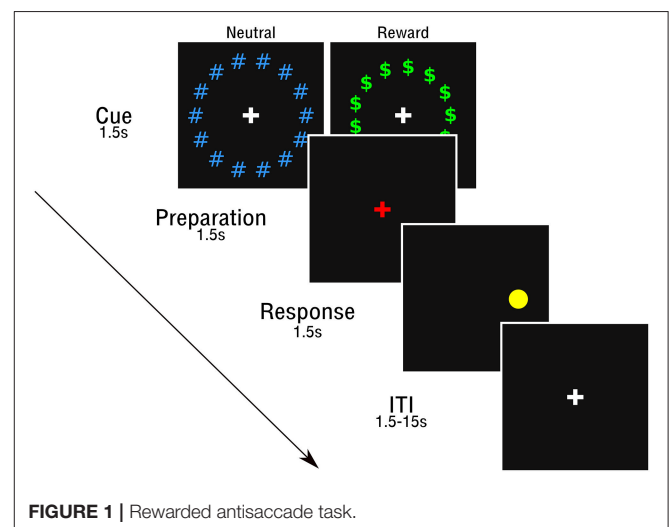 Neutral
Reward
# # # # # # # # # # # # # #
$ $ $ $ $ $ $ $ $ $
Cue
1.5s
Preparation
1.5s
Response
1.5s
ITI
1.5-15s
FIGURE 1 | Rewarded antisaccade task.